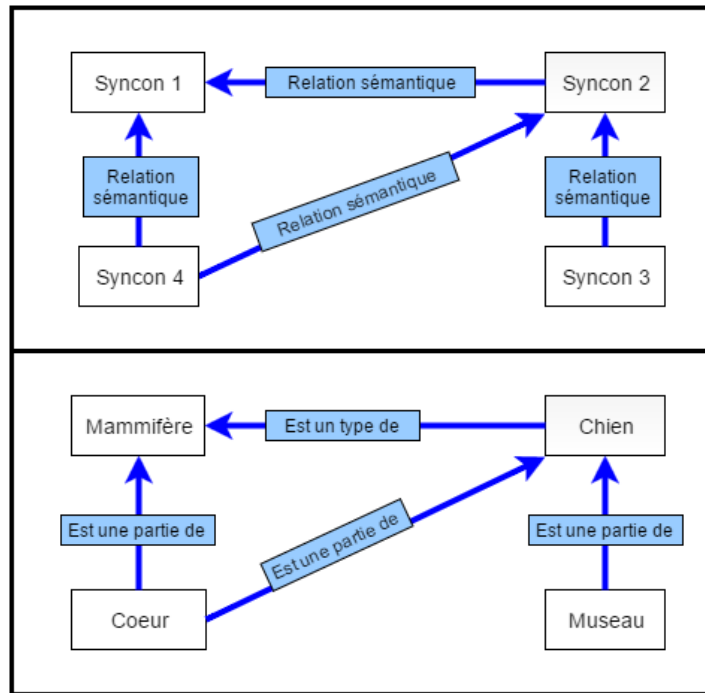 Syncon 1
Relation sémantique
Syncon 2
Relation
sémantique
Relation sémantique
Relation
sémantique
Syncon 4
Syncon 3
Mammifère
Est un type de
Chien
Est une partie de
Est une partie de
Est une partie de
Coeur
Museau